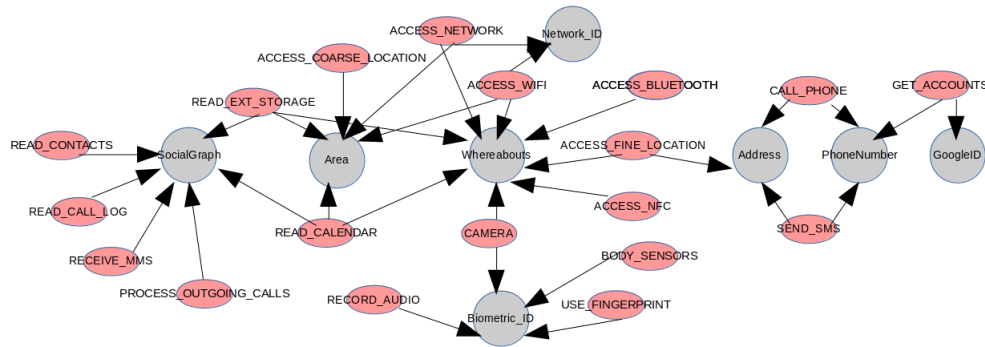 ACCESS_NETWORK
Network_ID
ACCESS_COARSE_LOCATION
ACCESS_WIFI
ACCESS_BLUETOOTH
CALL_PHONE
GET_ACCOUNTS
READ_EXT_STORAGE
READ_CONTACTS
SocialGraph
Area
Whereabouts
ACCESS_FINE_LOCATION
Address
PhoneNumber
GoogleID
READ_CALL_LOG
READ_CALENDAR
CAMERA
ACCESS_NFC
SEND_SMS
RECEIVE_MMS
BODY_SENSORS
PROCESS_OUTGOING_CALLS
RECORD_AUDIO
Biometric_ID
USE_FINGERPRINT